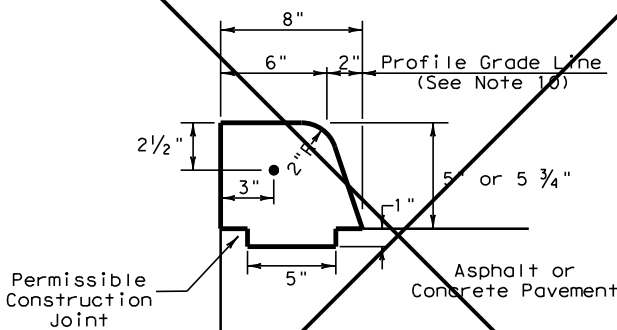 8"
6" 2" Profile Grade Line
(See Note 10)
2½"
2"R
3"
5" or 5 ¾"
1"
5"
Permissible
Construction
Joint
Asphalt or
Concrete Pavement